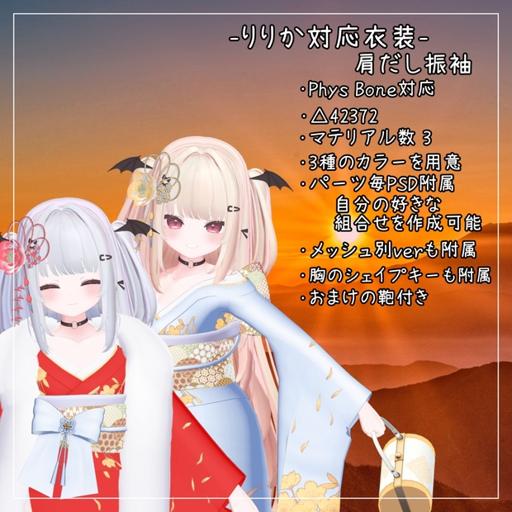 -りりか対応衣装-
肩だし振袖
・Phys Bone対応
・△42372
・マテリアル数 3
・3種のカラーを用意
・パーツ毎PSD附属
自分の好きな
組合せを作成可能
・メッシュ別verも附属
・胸のシェイプキーも附属
・おまけの鞄付き